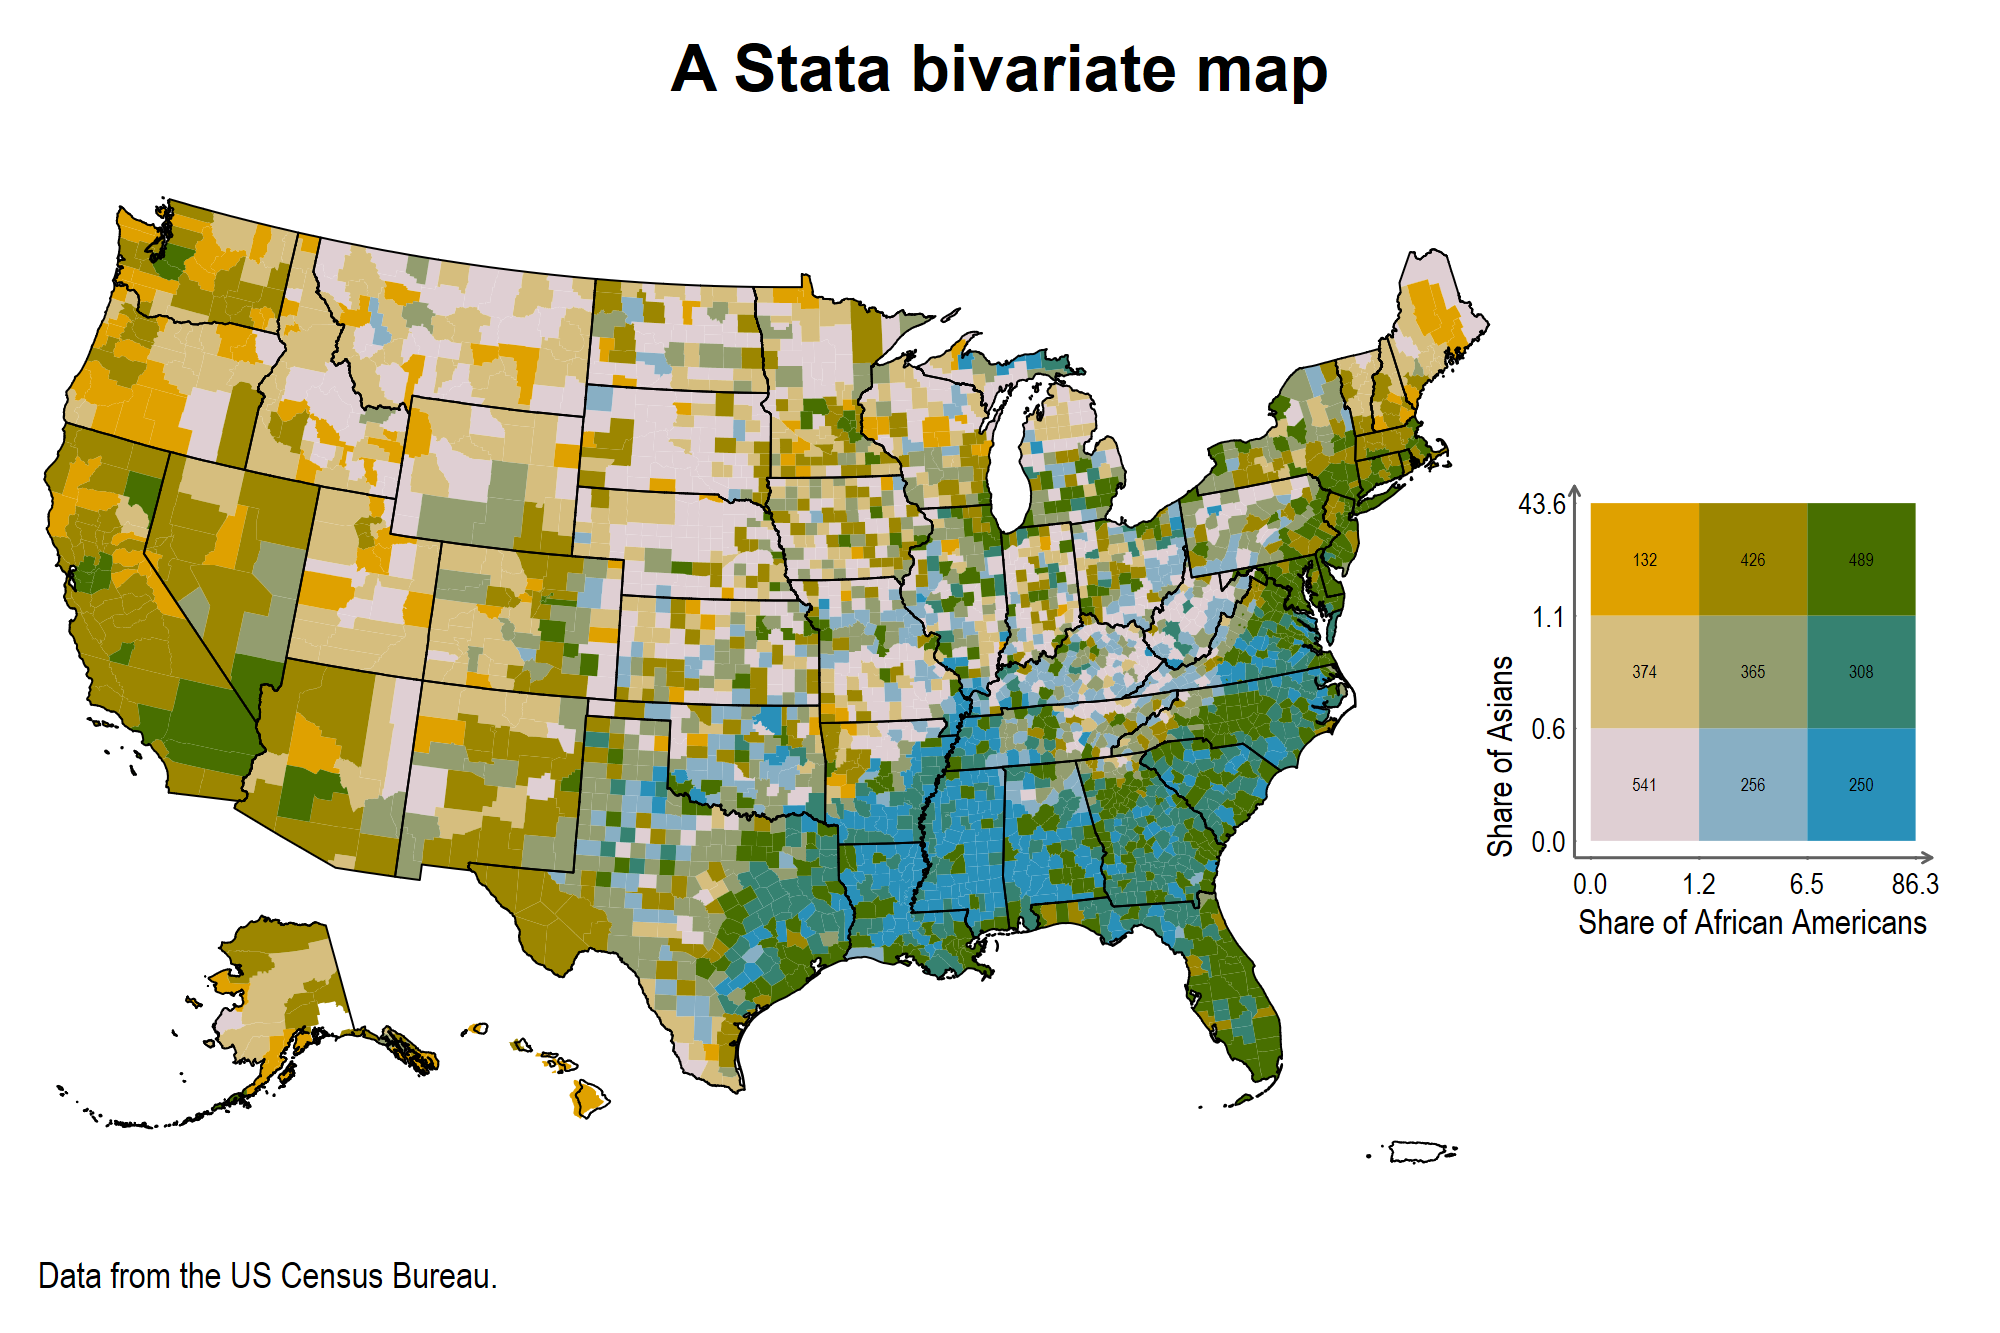 A Stata bivariate map
43.6
132 426 489
1.1
374 365 308
0.6
541 256 250
0.0
Share of Asians
0.0 1.2 6.5 86.3
Share of African Americans
Data from the US Census Bureau.